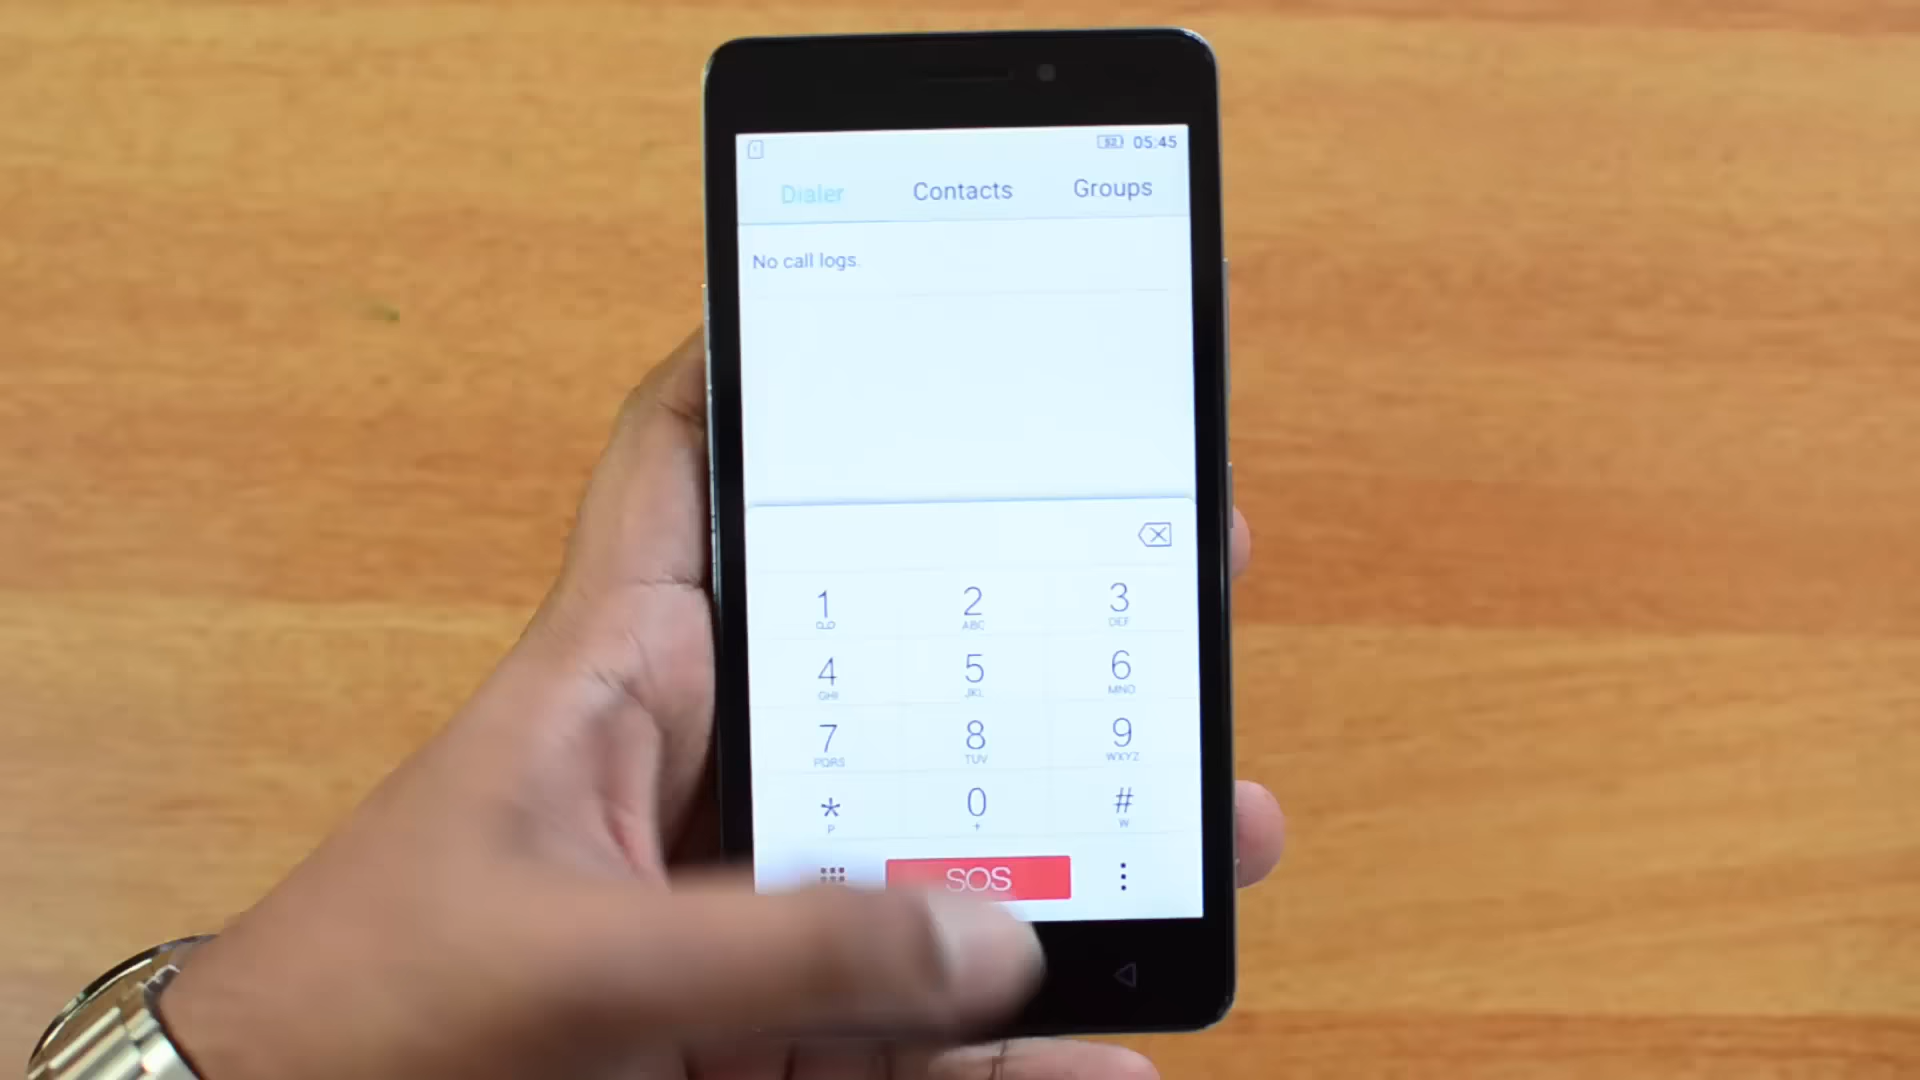 52 05:45
Dialer Contacts Groups
No call logs.
1 2 3
ABC DEF
4 5 6
GHI JKL MNO
7 8 9
PQRS TUV WXYZ
* 0 #
P + W
SOS